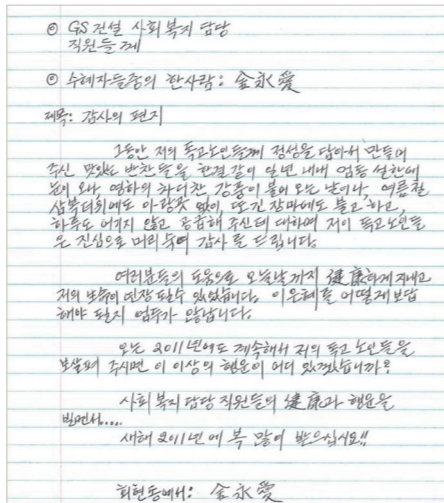 ◎ GS건설 사회복지 담당
직원들께
◎ 수혜자들중의 한사람: 金永愛
제목: 감사의 편지
그동안 저의 독고노인들께 정성을 담아서 만들어
주신 맛있는 반찬들을 한결같이 일년 내내 엄동설한에
눈이 오나, 영하의 차디찬 강풍이 불어 오는 날이나, 여름철
삼복더위에도 아랑곳 없이, 또 긴 장마에도 불고하고,
하루도 어기지 않고 공급해 주신데 대하여 저이 독고노인들
은 진심으로 머리 숙여 감사를 드립니다.
여러분들의 도움으로 오늘날까지 健康하게 지내고
저의 노후의 연장 할수 있었습니다. 이 은혜를 어떻게 보답
해야 할지 엄두가 않납니다.
오는 2011년에도 계속해서 저의 독고 노인들을
보살펴 주시면 이 이상의 행운이 어디 있겠습니까?
사회복지 담당 직원들의 健康과 행운을
빌면서....
새해 2011년에 복 많이 받으십시요!!
회현동에서: 金永愛